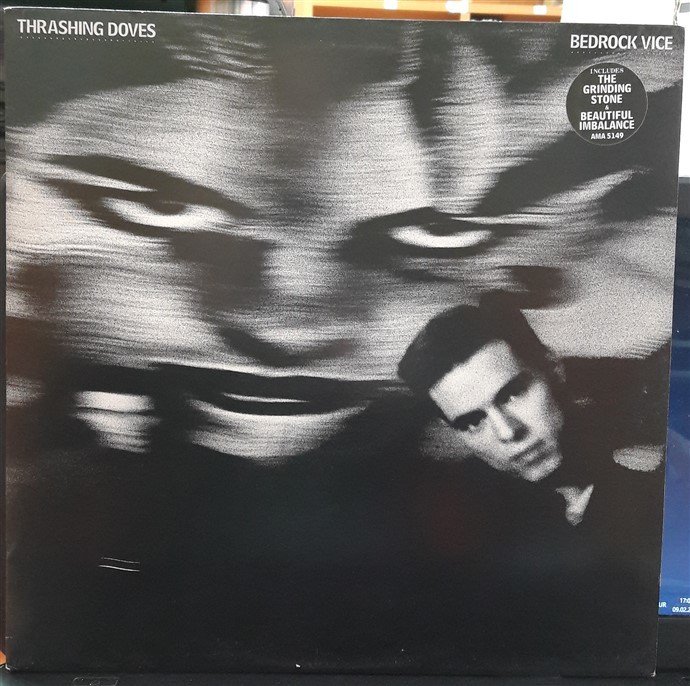 THRASHING DOVES
BEDROCK VICE
INCLUDES
THE
GRINDING
STONE
&
BEAUTIFUL
IMBALANCE
AMA 5149